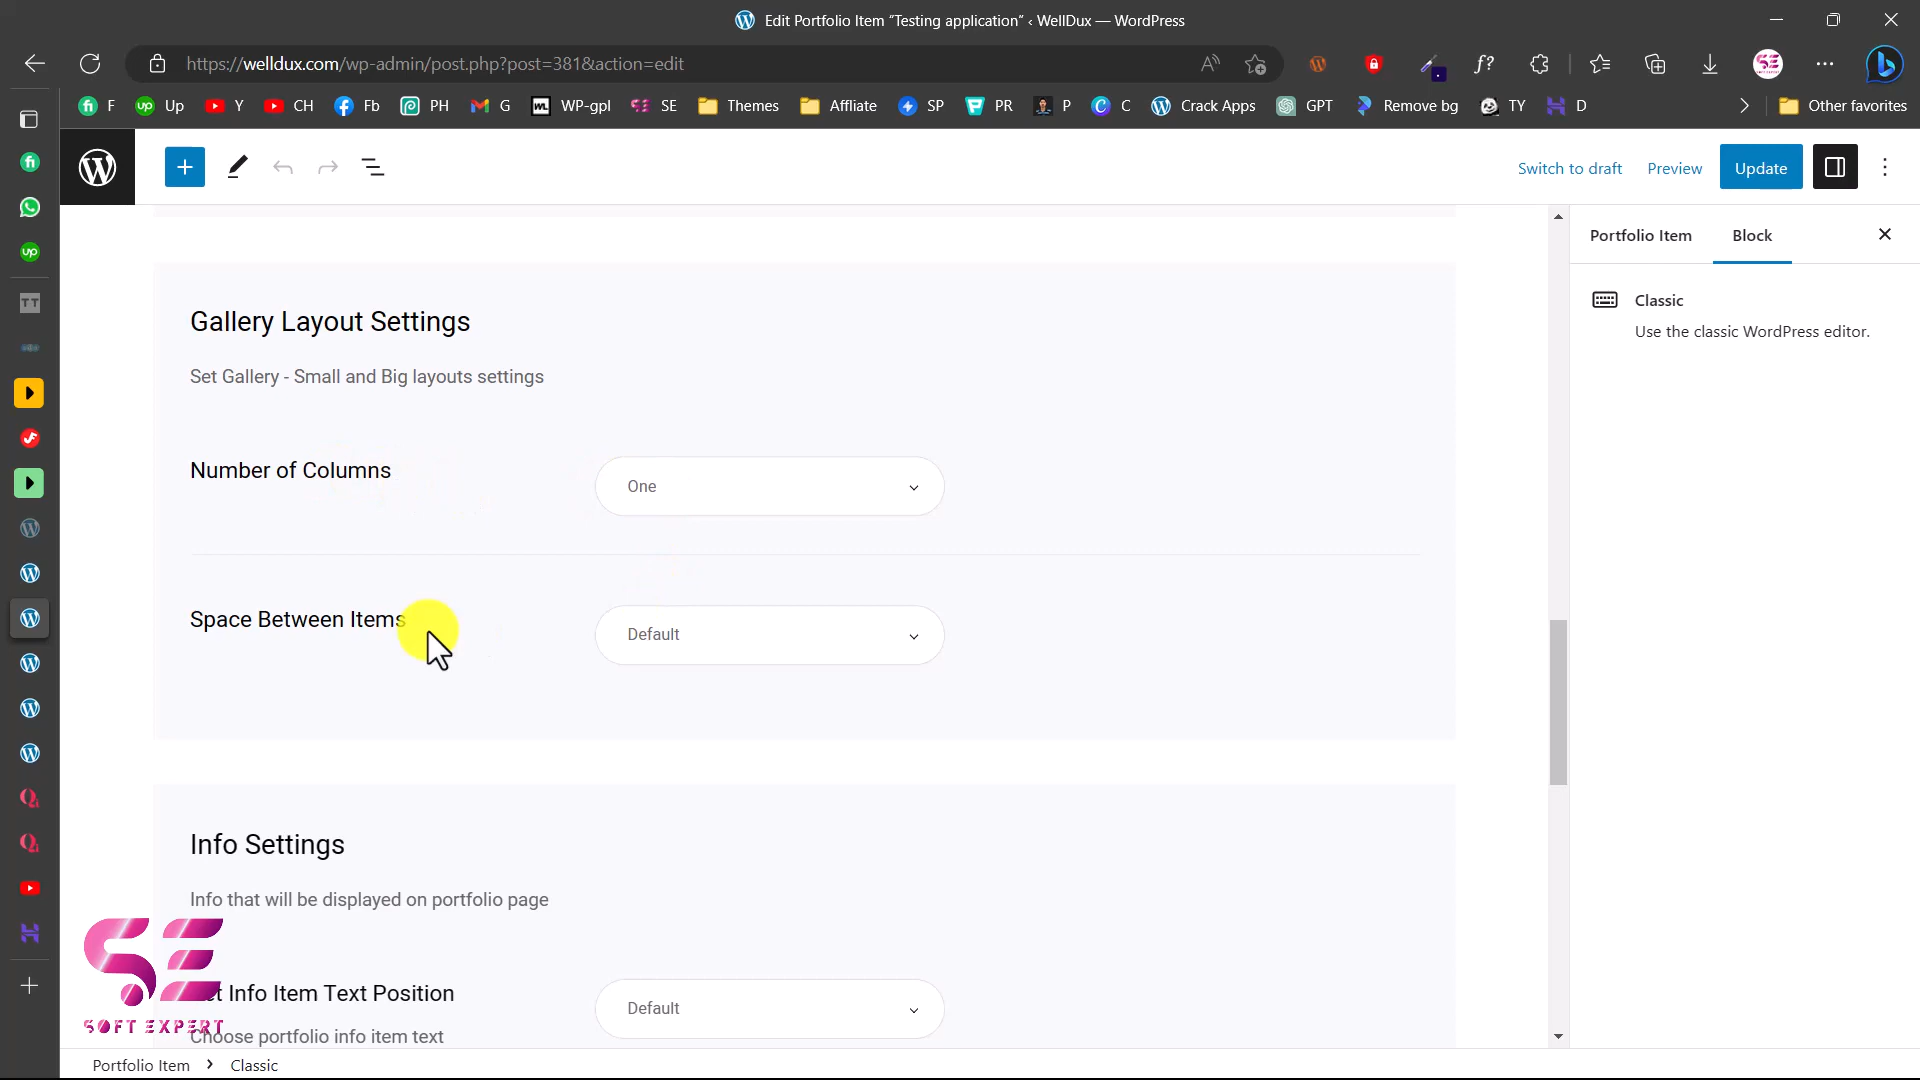 Edit Portfolio Item “Testing application” ‹ WellDux — WordPress
https://welldux.com/wp-admin/post.php?post=381&action=edit
F Up Y CH Fb PH G WP-gpl SE Themes Affliate SP PR P C Crack Apps GPT Remove bg TY D Other favorites
Switch to draft Preview Update
Portfolio Item Block
Classic
Use the classic WordPress editor.
Gallery Layout Settings
Set Gallery - Small and Big layouts settings
Number of Columns One
Space Between Items Default
Info Settings
Info that will be displayed on portfolio page
Info Item Text Position Default
Choose portfolio info item text
SE
SOFT EXPERT
Portfolio Item › Classic